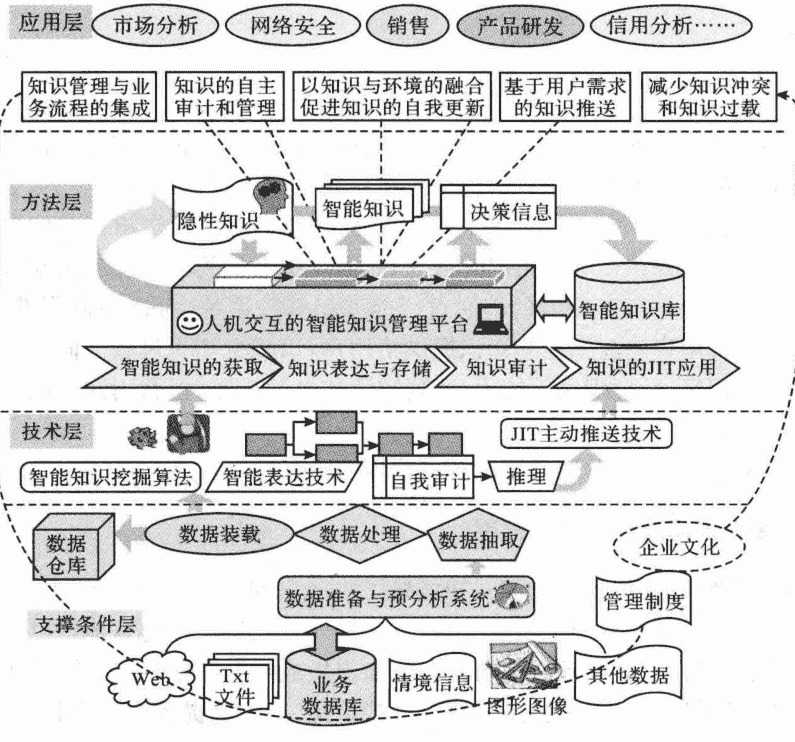 应用层 市场分析 网络安全 销售 产品研发 信用分析……
知识管理与业
务流程的集成
知识的自主
审计和管理
以知识与环境的融合
促进知识的自我更新
基于用户需求
的知识推送
减少知识冲突
和知识过载
方法层
隐性知识
智能知识
决策信息
人机交互的智能知识管理平台
智能知识库
智能知识的获取 知识表达与存储 知识审计 知识的JIT应用
技术层
JIT主动推送技术
智能知识挖掘算法
智能表达技术
自我审计
推理
数据
仓库
数据装载
数据处理
数据抽取
企业文化
数据准备与预分析系统
管理制度
支撑条件层
Web
Txt
文件
业务
数据库
情境信息
图形图像
其他数据